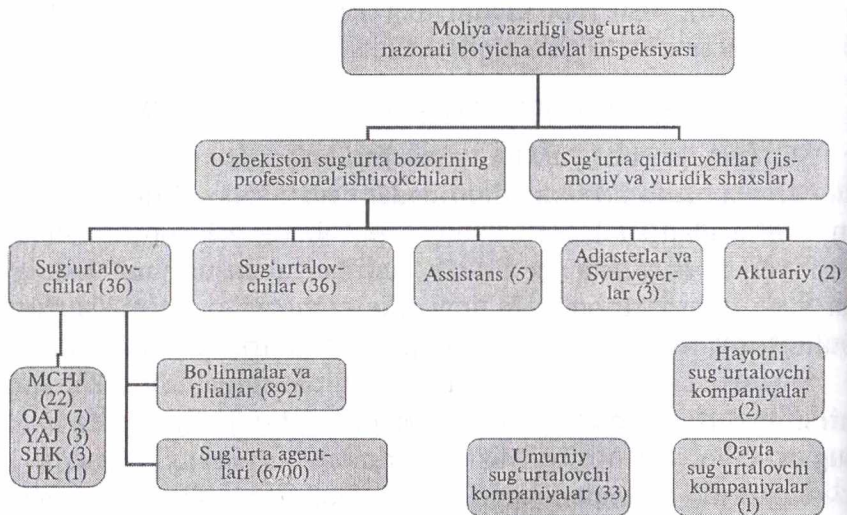 Moliya vazirligi Sug‘urta
nazorati bo‘yicha davlat inspeksiyasi
O‘zbekiston sug‘urta bozorining
professional ishtirokchilari
Sug‘urta qildiruvchilar (jis-
moniy va yuridik shaxslar)
Sug‘urtalov-
chilar (36)
Sug‘urtalov-
chilar (36)
Assistans (5)
Adjasterlar va
Syurveyer-
lar (3)
Aktuariy (2)
MCHJ
(22)
OAJ (7)
YAJ (3)
SHK (3)
UK (1)
Bo‘linmalar va
filiallar (892)
Sug‘urta agent-
lari (6700)
Umumiy
sug‘urtalovchi
kompaniyalar (33)
Hayotni
sug‘urtalovchi
kompaniyalar
(2)
Qayta
sug‘urtalovchi
kompaniyalar
(1)